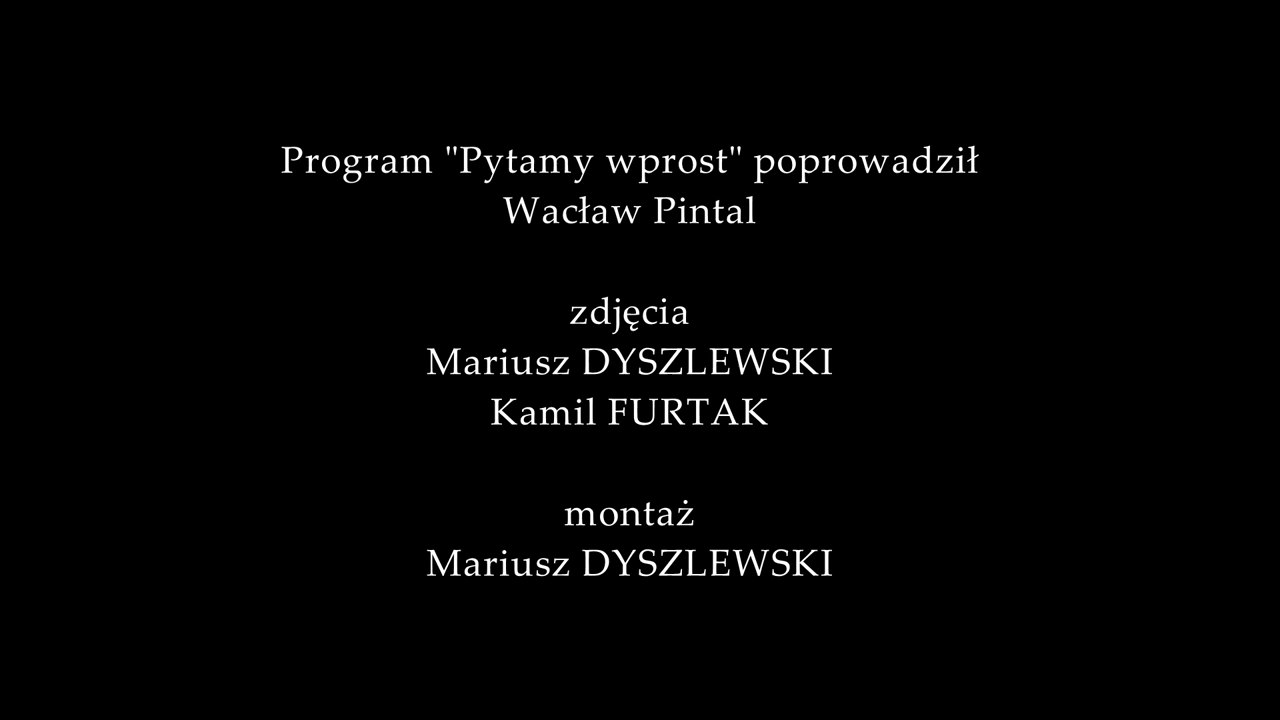 Program "Pytamy wprost" poprowadził
Wacław Pintal
zdjęcia
Mariusz DYSZLEWSKI
Kamil FURTAK
montaż
Mariusz DYSZLEWSKI